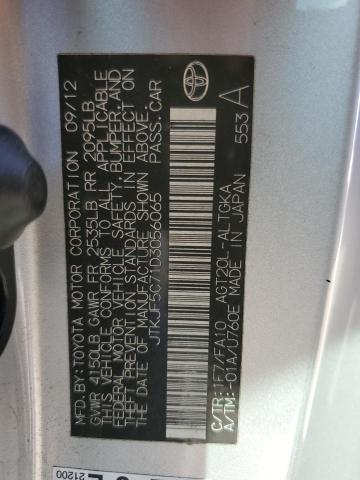 MFD. BY: TOYOTA MOTOR CORPORATION 09/12
GVWR 4150LB GAWR FR 2535LB RR 2095LB
THIS VEHICLE CONFORMS TO ALL APPLICABLE
FEDERAL MOTOR VEHICLE SAFETY, BUMPER, AND
THEFT PREVENTION STANDARDS IN EFFECT ON
THE DATE OF MANUFACTURE SHOWN ABOVE.
JTKJF5C71D3056065 PASS. CAR
C/TR: 1F7/FA10 AGT20L-ALTGKA
A/TM: -01A/U760E MADE IN JAPAN 553 A
21200